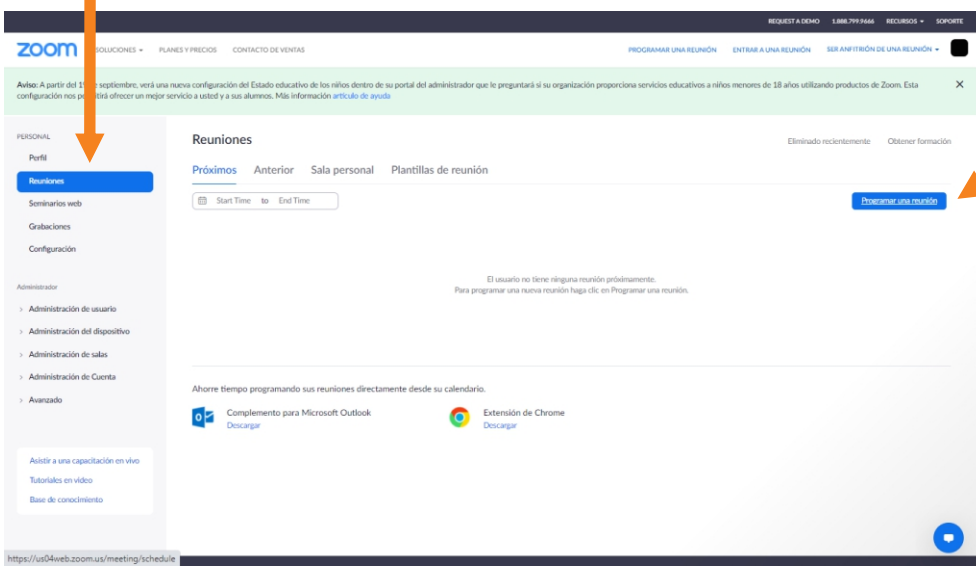 REQUEST A DEMO 1.888.799.9666 RECURSOS SOPORTE
zoom SOLUCIONES PLANES Y PRECIOS CONTACTO DE VENTAS PROGRAMAR UNA REUNIÓN ENTRAR A UNA REUNIÓN SER ANFITRIÓN DE UNA REUNIÓN
Aviso: A partir del septiembre, verá una nueva configuración del Estado educativo de los niños dentro de su portal del administrador que le preguntará si su organización proporciona servicios educativos a niños menores de 18 años utilizando productos de Zoom. Esta
configuración nos ofrecer un mejor servicio a usted y a sus alumnos. Más información artículo de ayuda
PERSONAL
Perfil
Reuniones
Seminarios web
Grabaciones
Configuración
Administrador
Administración de usuario
Administración del dispositivo
Administración de salas
Administración de Cuenta
Avanzado
Asistir a una capacitación en vivo
Tutoriales en video
Base de conocimiento
Reuniones
Eliminado recientemente Obtener formación
Próximos Anterior Sala personal Plantillas de reunión
Start Time to End Time
Programar una reunión
El usuario no tiene ninguna reunión próximamente.
Para programar una nueva reunión haga clic en Programar una reunión.
Ahorre tiempo programando sus reuniones directamente desde su calendario.
Complemento para Microsoft Outlook
Descargar
Extensión de Chrome
Descargar
https://us04web.zoom.us/meeting/schedule